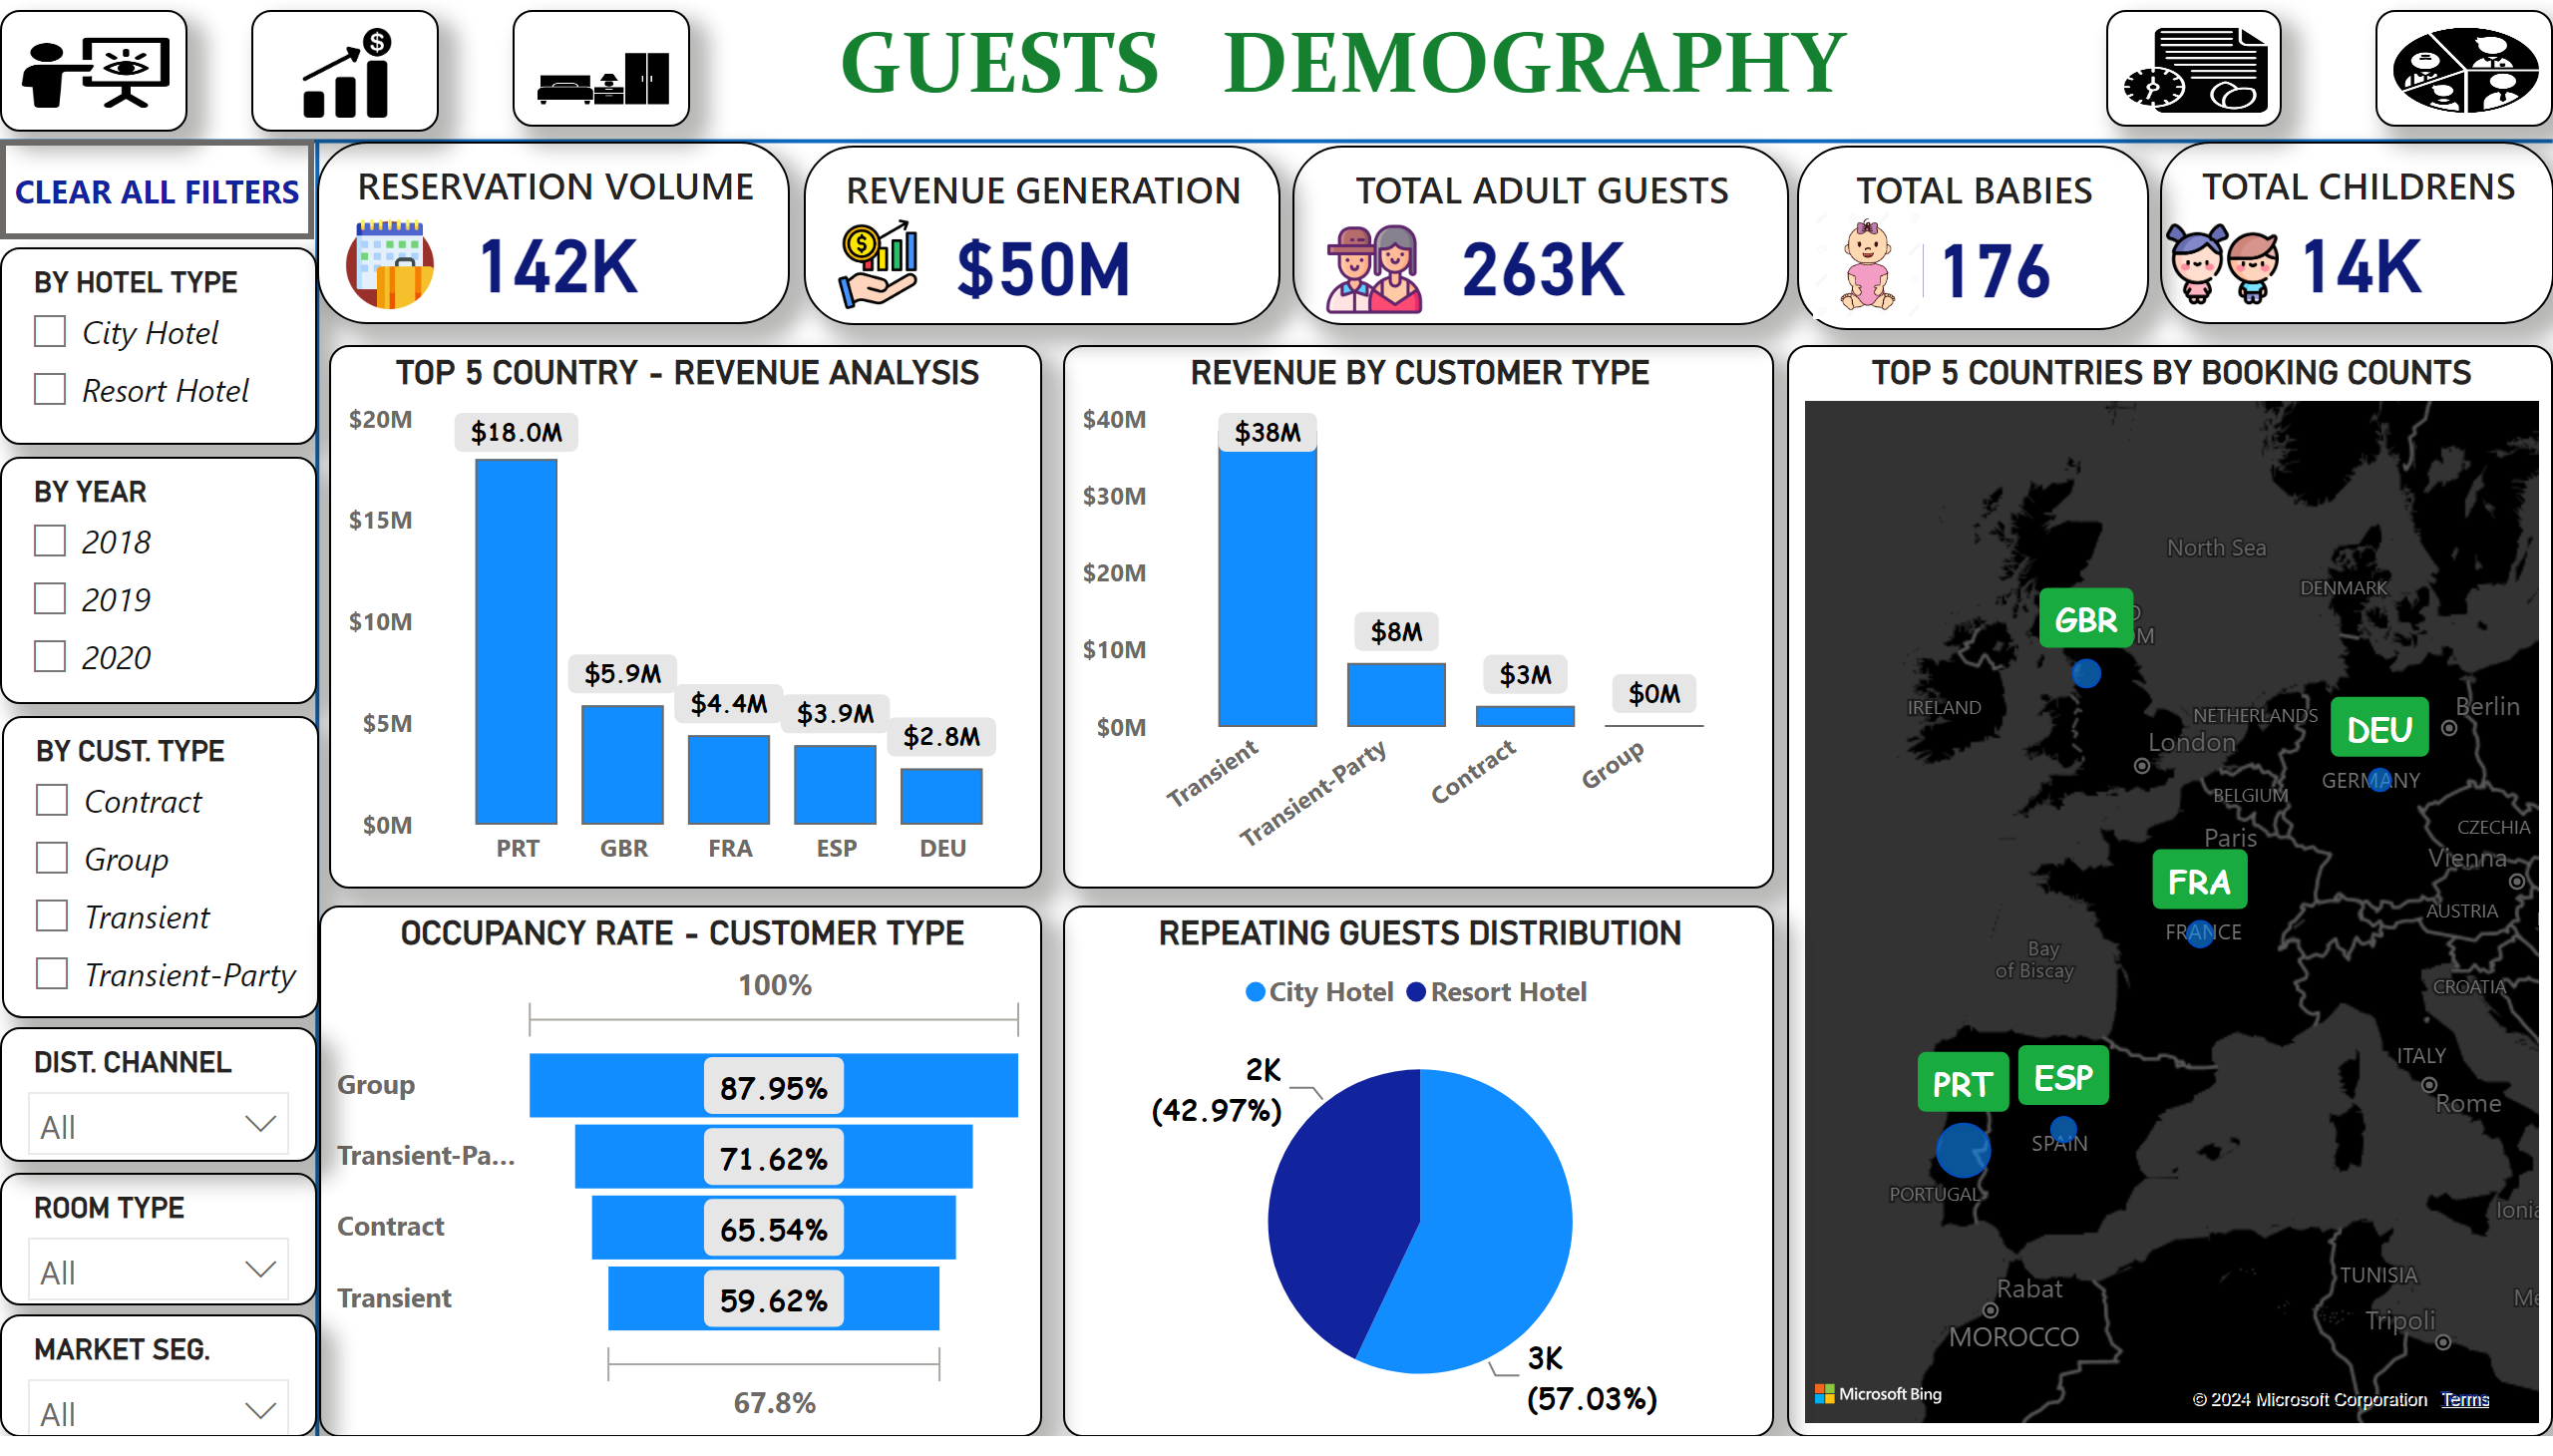 GUESTS DEMOGRAPHY
CLEAR ALL FILTERS
BY HOTEL TYPE
City Hotel
Resort Hotel
BY YEAR
2018
2019
2020
BY CUST. TYPE
Contract
Group
Transient
Transient-Party
DIST. CHANNEL
All
ROOM TYPE
All
MARKET SEG.
All
RESERVATION VOLUME
142K
REVENUE GENERATION
$50M
TOTAL ADULT GUESTS
263K
TOTAL BABIES
176
TOTAL CHILDRENS
14K
TOP 5 COUNTRY - REVENUE ANALYSIS
$20M
$15M
$10M
$5M
$0M
$18.0M
$5.9M
$4.4M
$3.9M
$2.8M
PRT
GBR
FRA
ESP
DEU
REVENUE BY CUSTOMER TYPE
$40M
$30M
$20M
$10M
$0M
$38M
$8M
$3M
$0M
Transient
Transient-Party
Contract
Group
OCCUPANCY RATE - CUSTOMER TYPE
100%
Group
87.95%
Transient-Pa...
71.62%
Contract
65.54%
Transient
59.62%
67.8%
REPEATING GUESTS DISTRIBUTION
City Hotel
Resort Hotel
2K
(42.97%)
3K
(57.03%)
TOP 5 COUNTRIES BY BOOKING COUNTS
North Sea
DENMARK
GBR
IRELAND
NETHERLANDS
Berlin
DEU
London
GERMANY
BELGIUM
CZECHIA
Paris
Vienna
FRA
AUSTRIA
FRANCE
Bay
of Biscay
CROATIA
ITALY
PRT
ESP
Rome
SPAIN
PORTUGAL
TUNISIA
Rabat
Tripoli
MOROCCO
Microsoft Bing
© 2024 Microsoft Corporation Terms